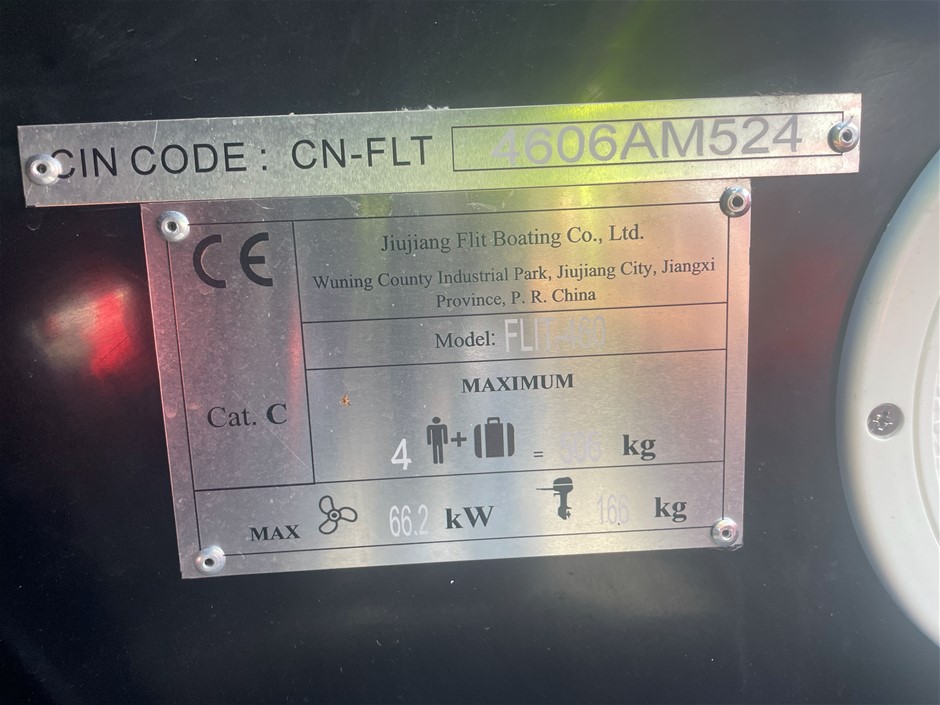 CIN CODE : CN-FLT 4606AM524
CE
Jiujiang Flit Boating Co., Ltd.
Wuning County Industrial Park, Jiujiang City, Jiangxi
Province, P. R. China
Model:
MAXIMUM
Cat. C
4 + = kg
MAX 66.2 kW 166 kg